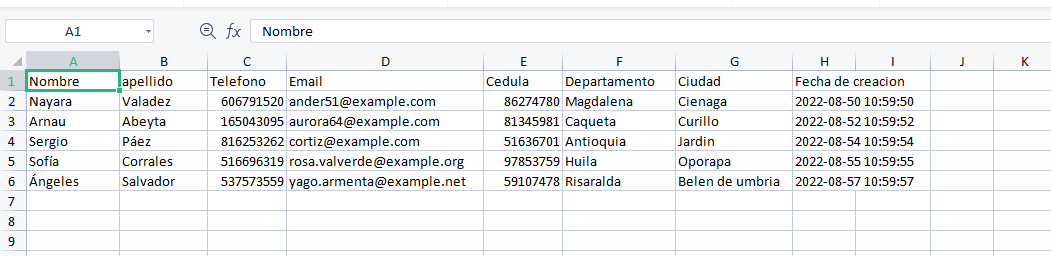 A1 fx Nombre
A B C D E F G H I J K
1 Nombre apellido Telefono Email Cedula Departamento Ciudad Fecha de creacion
2 Nayara Valadez 606791520 ander51@example.com 86274780 Magdalena Cienaga 2022-08-50 10:59:50
3 Arnau Abeyta 165043095 aurora64@example.com 81345981 Caqueta Curillo 2022-08-52 10:59:52
4 Sergio Páez 816253262 cortiz@example.com 51636701 Antioquia Jardin 2022-08-54 10:59:54
5 Sofía Corrales 516696319 rosa.valverde@example.org 97853759 Huila Oporapa 2022-08-55 10:59:55
6 Ángeles Salvador 537573559 yago.armenta@example.net 59107478 Risaralda Belen de umbria 2022-08-57 10:59:57
7
8
9